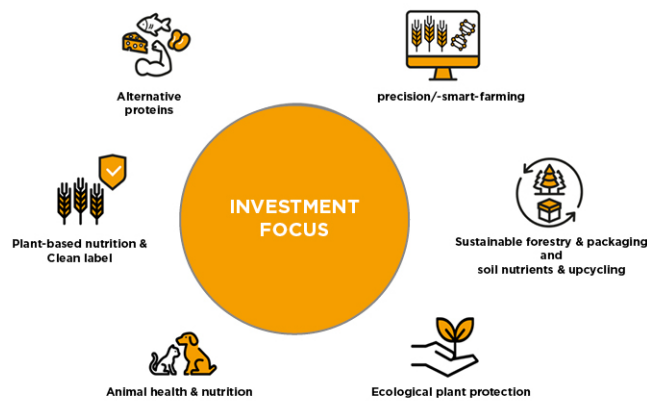 Alternative
proteins
precision/-smart-farming
INVESTMENT
FOCUS
Plant-based nutrition &
Clean label
Sustainable forestry & packaging
and
soil nutrients & upcycling
Animal health & nutrition
Ecological plant protection